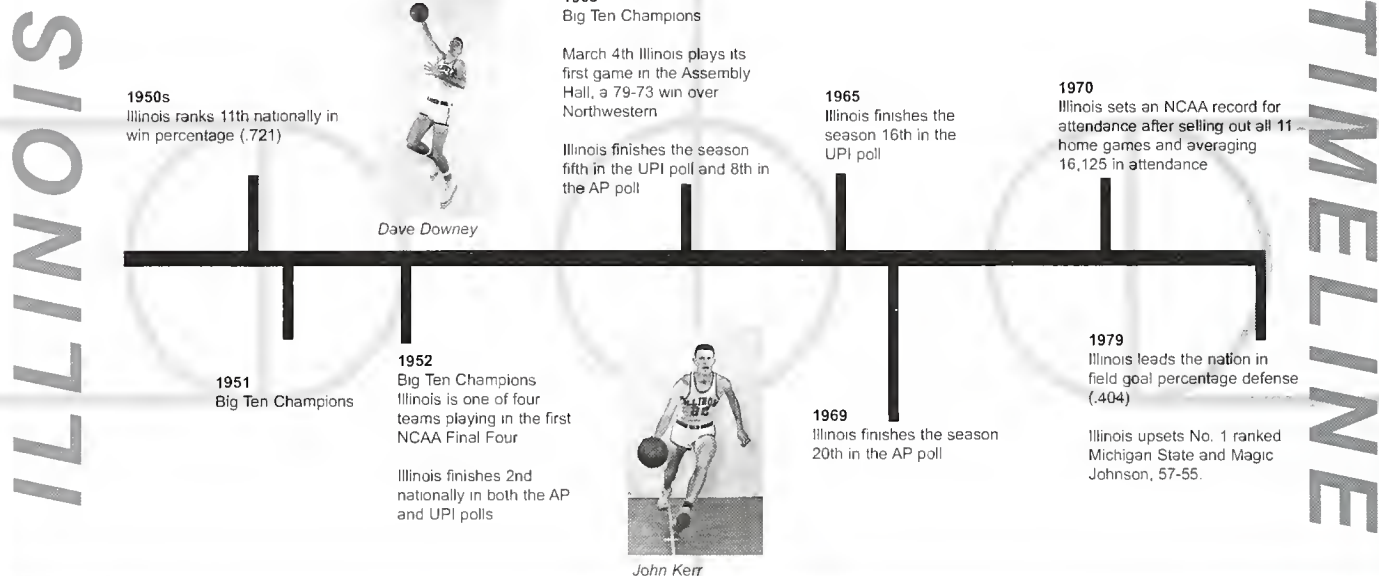 ILLINOIS
TIMELINE
1950s
Illinois ranks 11th nationally in
win percentage (.721)
Dave Downey
Big Ten Champions
March 4th Illinois plays its
first game in the Assembly
Hall, a 79-73 win over
Northwestern
Illinois finishes the season
fifth in the UPI poll and 8th in
the AP poll
1965
Illinois finishes the
season 16th in the
UPI poll
1970
Illinois sets an NCAA record for
attendance after selling out all 11
home games and averaging
16,125 in attendance
1951
Big Ten Champions
1952
Big Ten Champions
Illinois is one of four
teams playing in the first
NCAA Final Four
Illinois finishes 2nd
nationally in both the AP
and UPI polls
John Kerr
1969
Illinois finishes the season
20th in the AP poll
1979
Illinois leads the nation in
field goal percentage defense
(.404)
Illinois upsets No. 1 ranked
Michigan State and Magic
Johnson, 57-55.